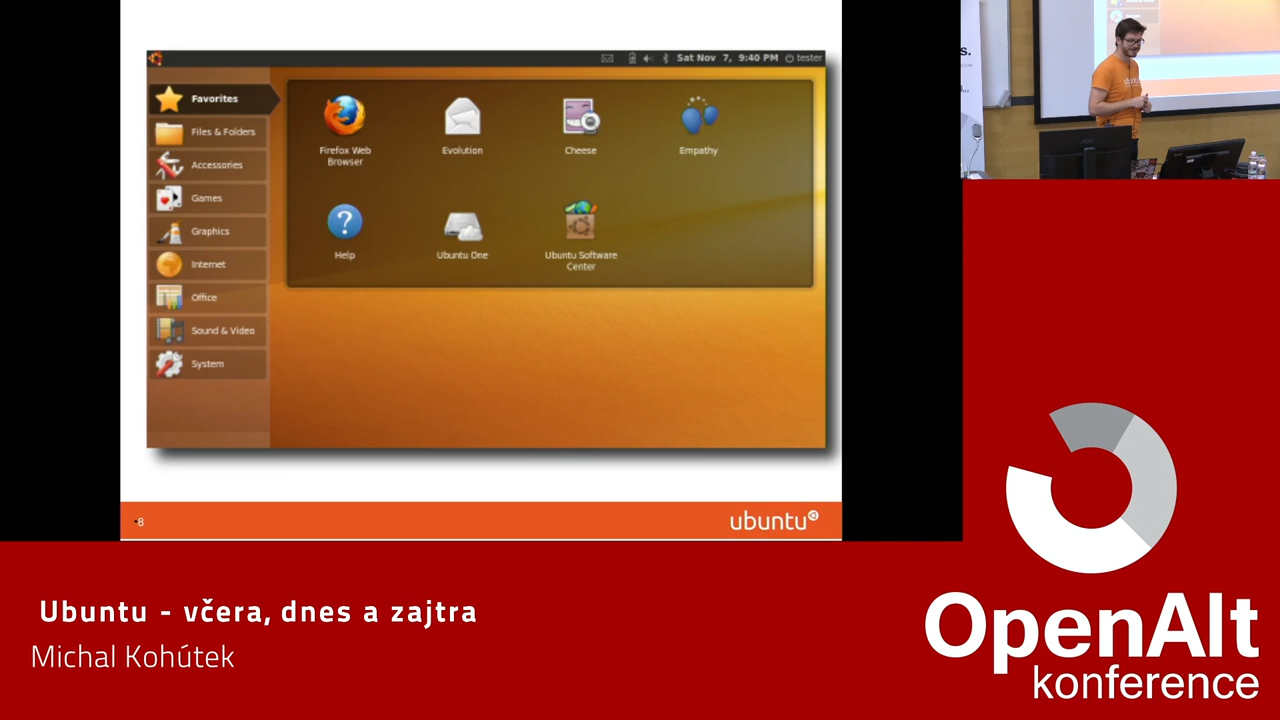 Sat Nov 7, 9:40 PM tester
Favorites
Files & Folders
Accessories
Games
Graphics
Internet
Office
Sound & Video
System
Firefox Web
Browser
Evolution
Cheese
Empathy
Help
Ubuntu One
Ubuntu Software
Center
•8
ubuntu
Ubuntu - včera, dnes a zajtra
Michal Kohútek
OpenAlt
konference